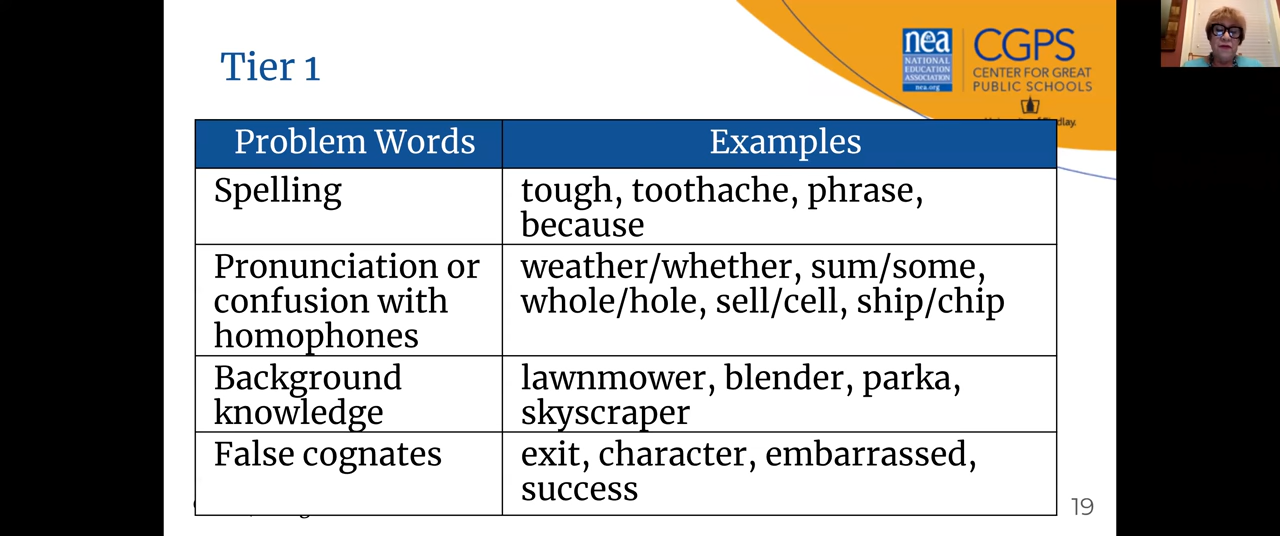 Tier 1
nea
NATIONAL
EDUCATION
ASSOCIATION
nea.org
CGPS
CENTER FOR GREAT
PUBLIC SCHOOLS
Problem Words
Examples
Spelling
tough, toothache, phrase,
because
Pronunciation or
confusion with
homophones
weather/whether, sum/some,
whole/hole, sell/cell, ship/chip
Background
knowledge
lawnmower, blender, parka,
skyscraper
False cognates
exit, character, embarrassed,
success
19